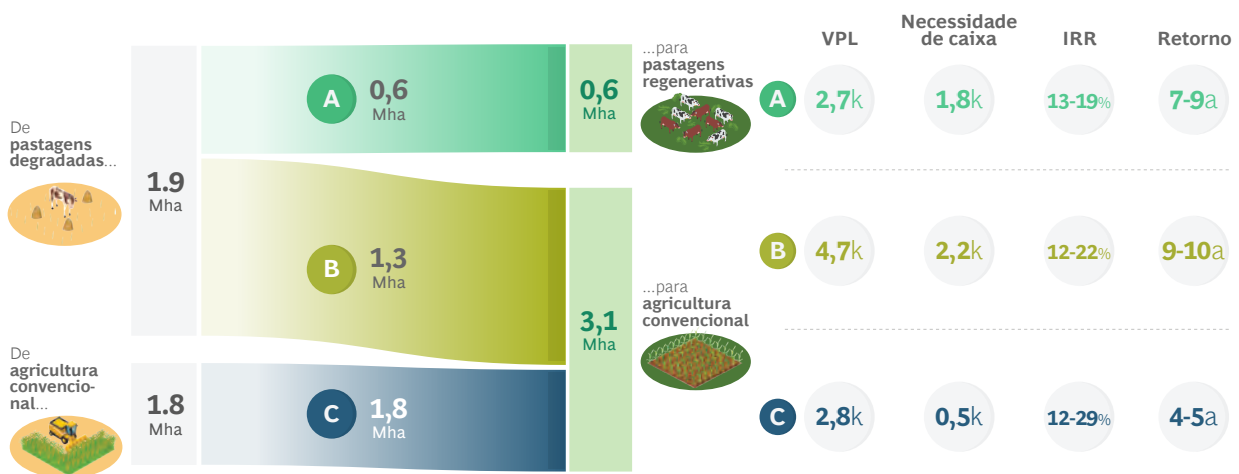 De
pastagens
degradadas...
1.9
Mha
A
0,6
Mha
0,6
Mha
...para
pastagens
regenerativas
B
1,3
Mha
3,1
Mha
...para
agricultura
convencional
De
agricultura
convencio-
nal...
1.8
Mha
C
1,8
Mha
VPL
Necessidade
de caixa
IRR
Retorno
A
2,7k
1,8k
13-19%
7-9a
B
4,7k
2,2k
12-22%
9-10a
C
2,8k
0,5k
12-29%
4-5a